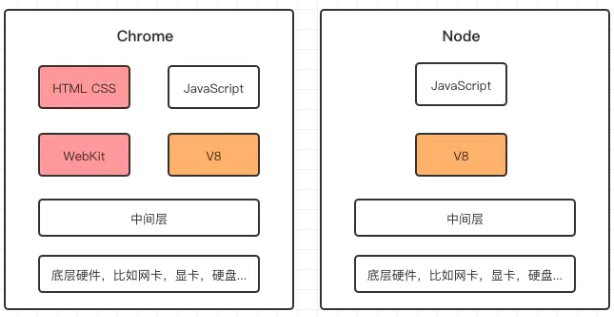 Chrome
HTML CSS
JavaScript
WebKit
V8
中间层
底层硬件，比如网卡，显卡，硬盘...
Node
JavaScript
V8
中间层
底层硬件，比如网卡，显卡，硬盘...